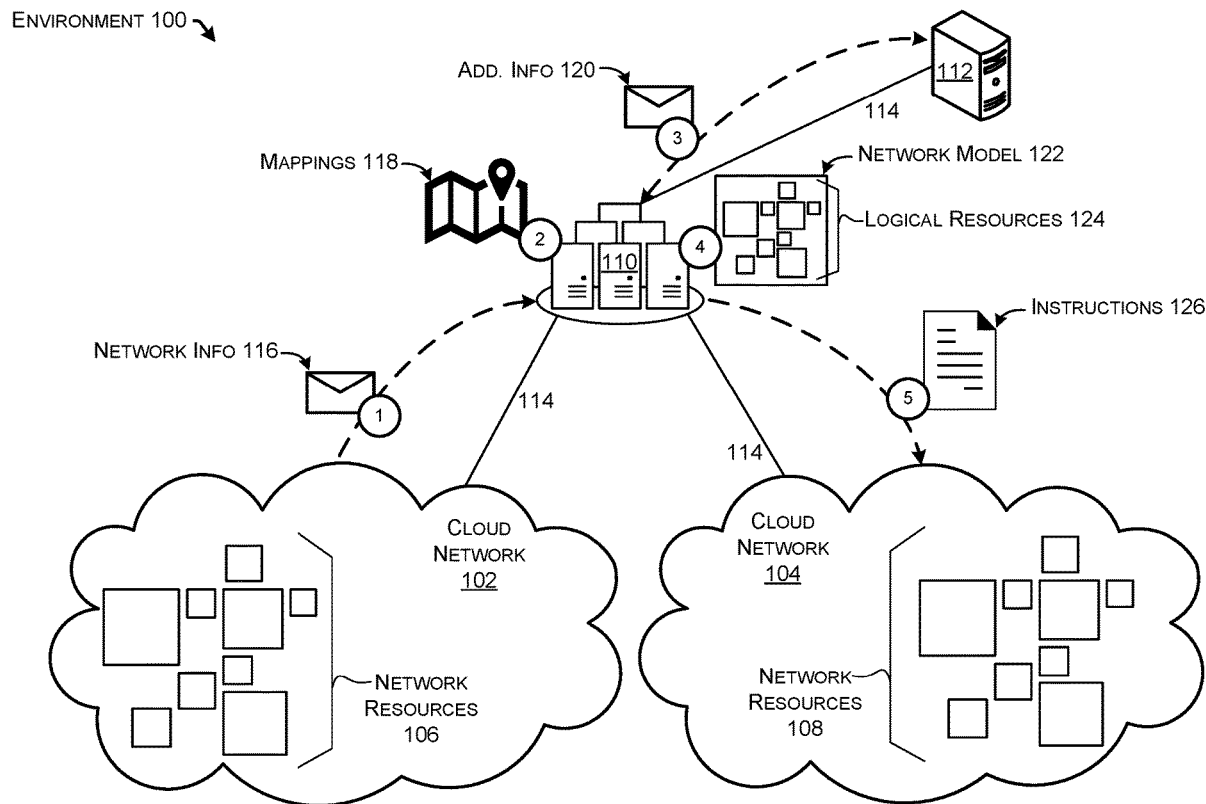 ENVIRONMENT 100
112
ADD. INFO 120
114
3
NETWORK MODEL 122
MAPPINGS 118
LOGICAL RESOURCES 124
2
4
110
INSTRUCTIONS 126
NETWORK INFO 116
5
1
114
114
CLOUD
NETWORK
102
CLOUD
NETWORK
104
NETWORK
RESOURCES
106
NETWORK
RESOURCES
108